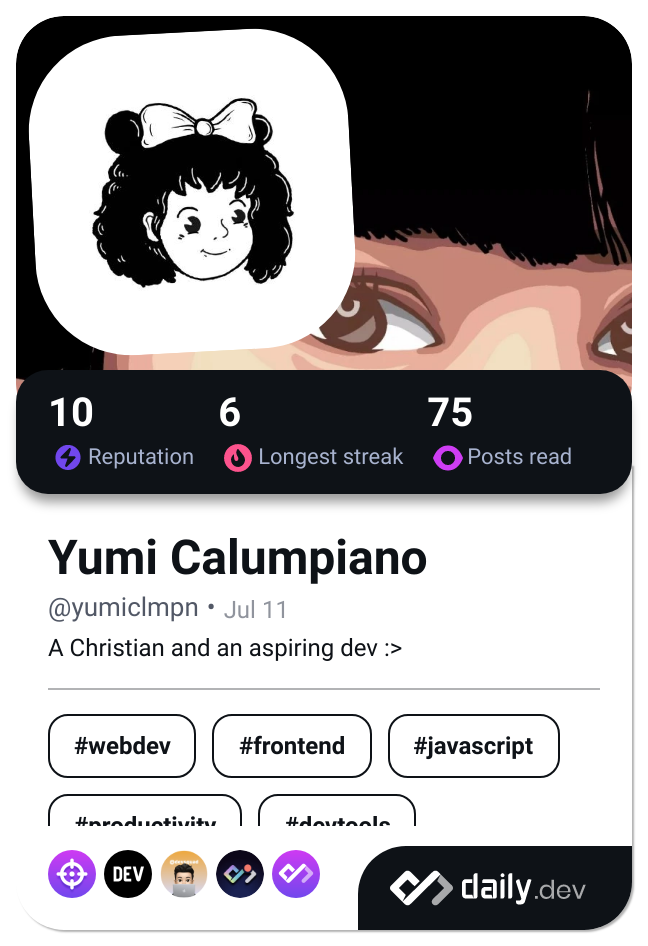 10 6 75
Reputation Longest streak Posts read
Yumi Calumpiano
@yumiclmpn • Jul 11
A Christian and an aspiring dev :>
#webdev #frontend #javascript
#productivity #devtools
DEV
daily.dev